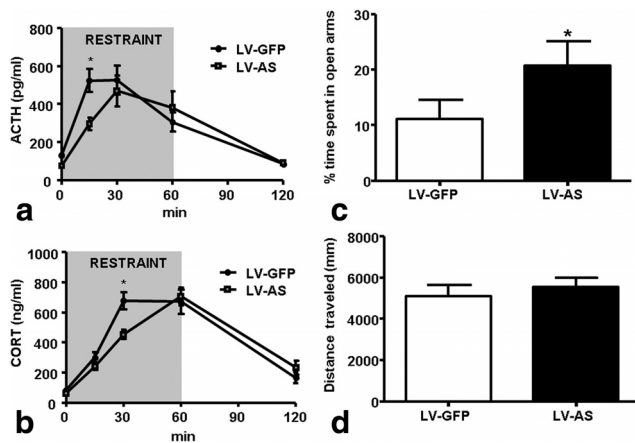 RESTRAINT
LV-GFP
LV-AS
*
ACTH (pg/ml)
800
600
400
200
0
0 30 60 90 120
min
a
% time spent in open arms
30
20
10
0
*
LV-GFP LV-AS
c
RESTRAINT
LV-GFP
LV-AS
*
CORT (ng/ml)
1000
800
600
400
200
0
0 30 60 90 120
min
b
Distance traveled (mm)
8000
6000
4000
2000
0
LV-GFP LV-AS
d